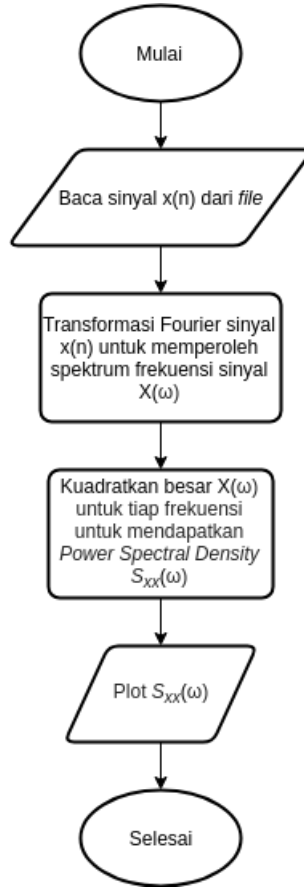 Mulai
Baca sinyal x(n) dari file
Transformasi Fourier sinyal
x(n) untuk memperoleh
spektrum frekuensi sinyal
X(ω)
Kuadratkan besar X(ω)
untuk tiap frekuensi
untuk mendapatkan
Power Spectral Density
Sxx(ω)
Plot Sxx(ω)
Selesai